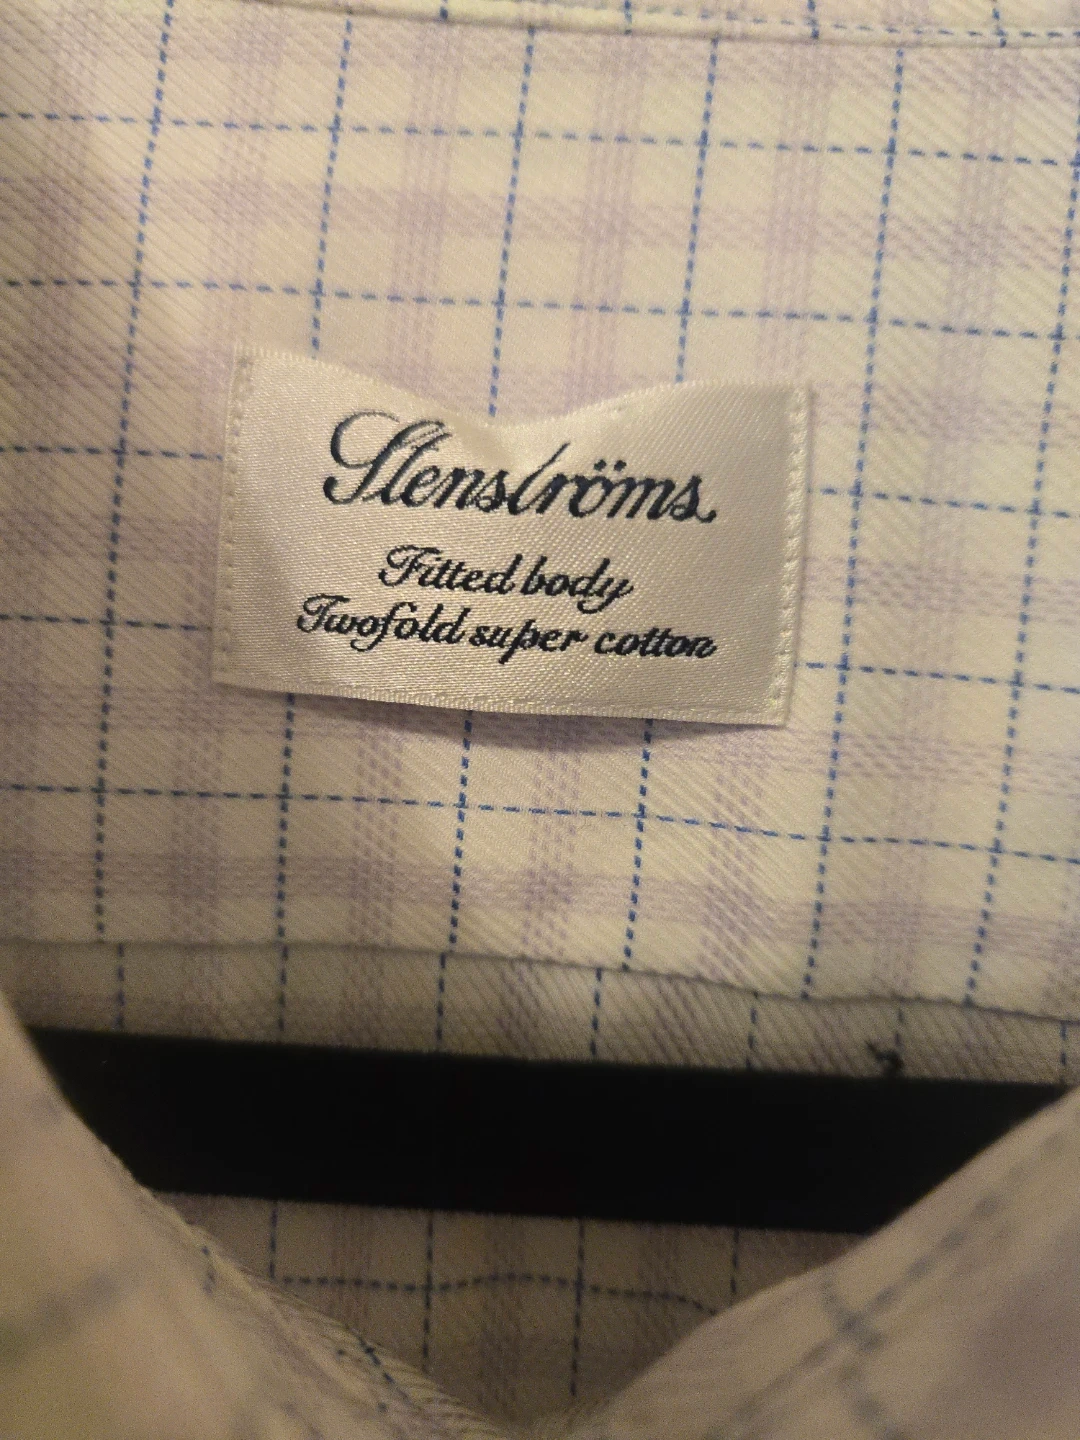 Stenströms
Fitted body
Twofold super cotton